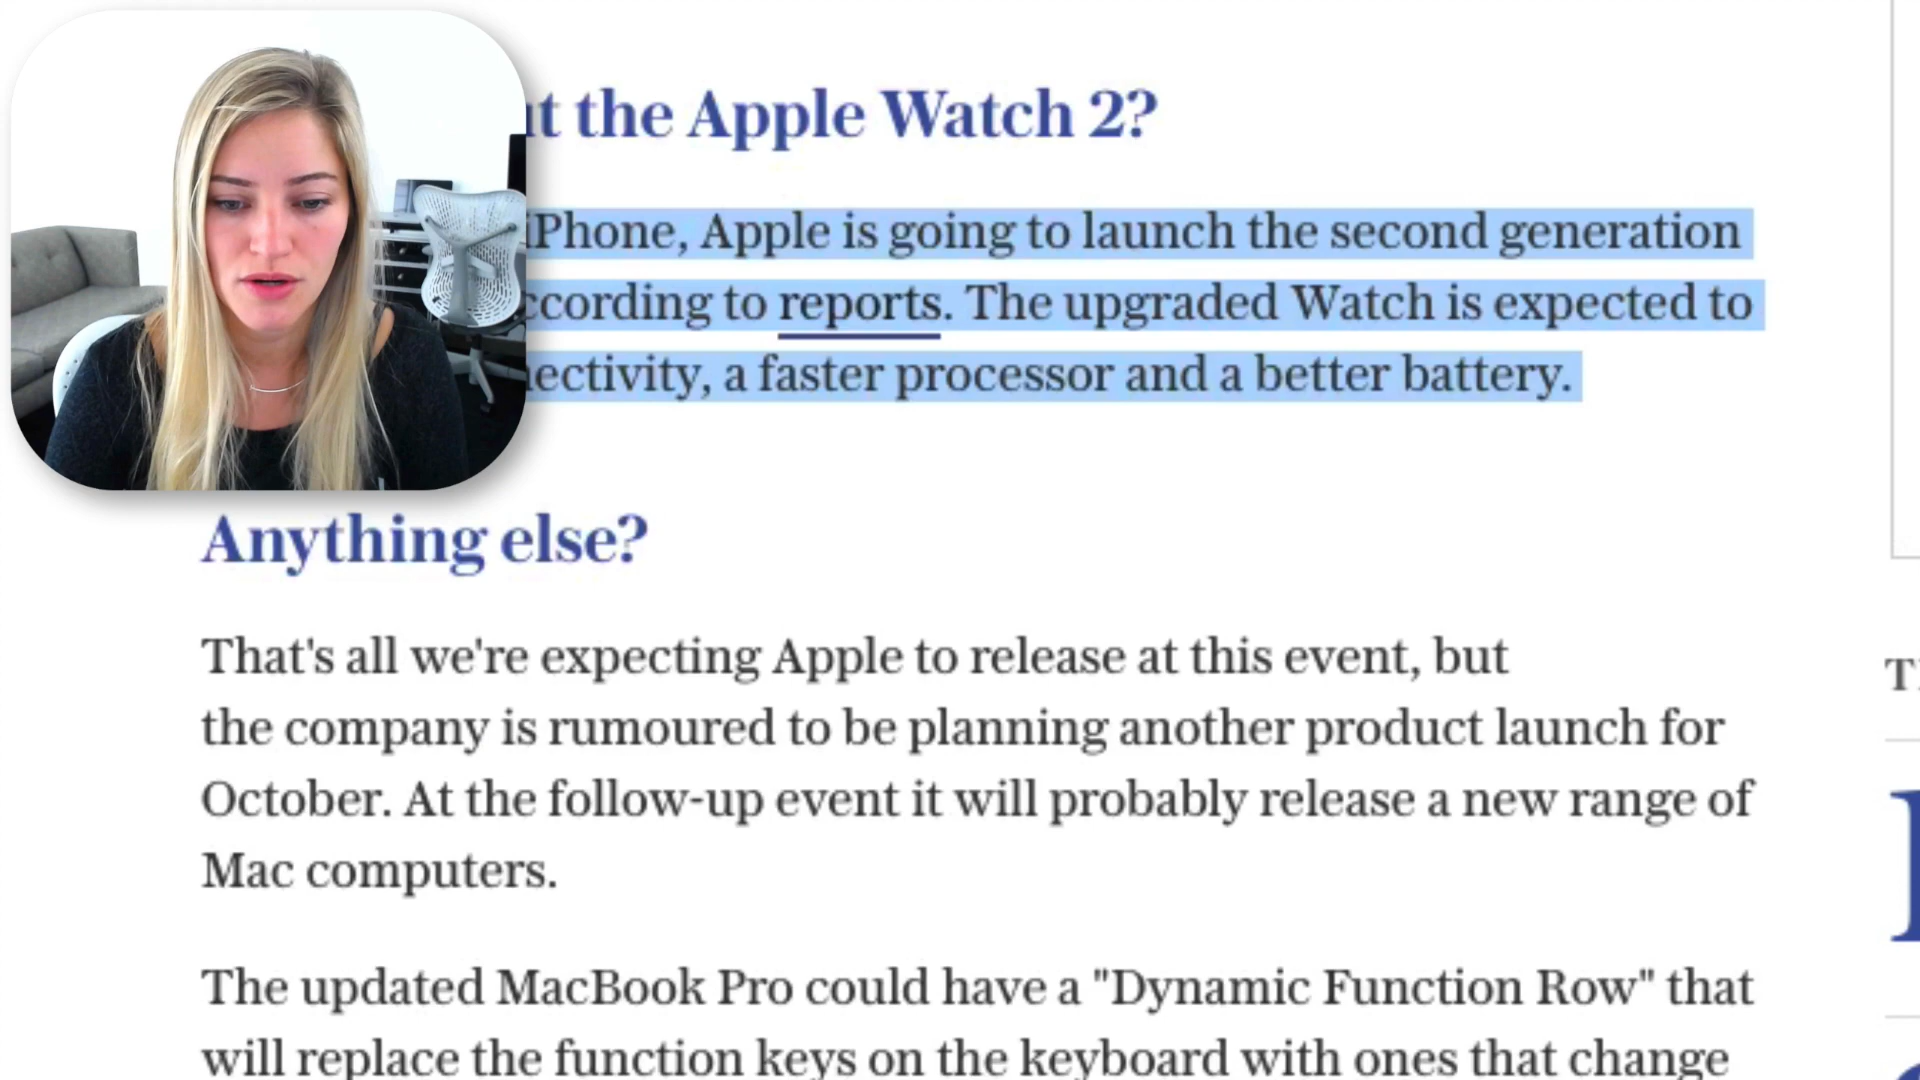 the Apple Watch 2?
iPhone, Apple is going to launch the second generation
to reports. The upgraded Watch is expected to
a faster processor and a better battery.
Anything else?
That's all we're expecting Apple to release at this event, but
the company is rumoured to be planning another product launch for
October. At the follow-up event it will probably release a new range of
Mac computers.
The updated MacBook Pro could have a "Dynamic Function Row" that
will replace the function keys on the keyboard with ones that change